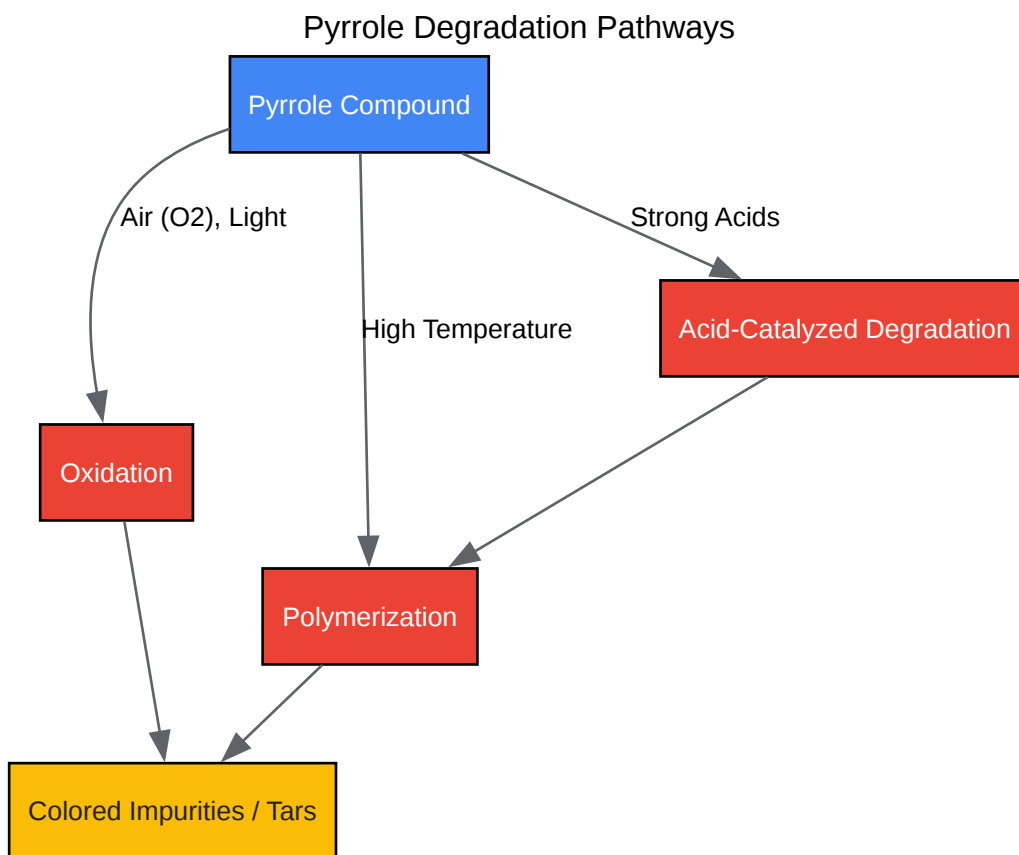 Pyrrole Degradation Pathways
Pyrrole Compound
Air (O2), Light
Strong Acids
High Temperature
Acid-Catalyzed Degradation
Oxidation
Polymerization
Colored Impurities / Tars